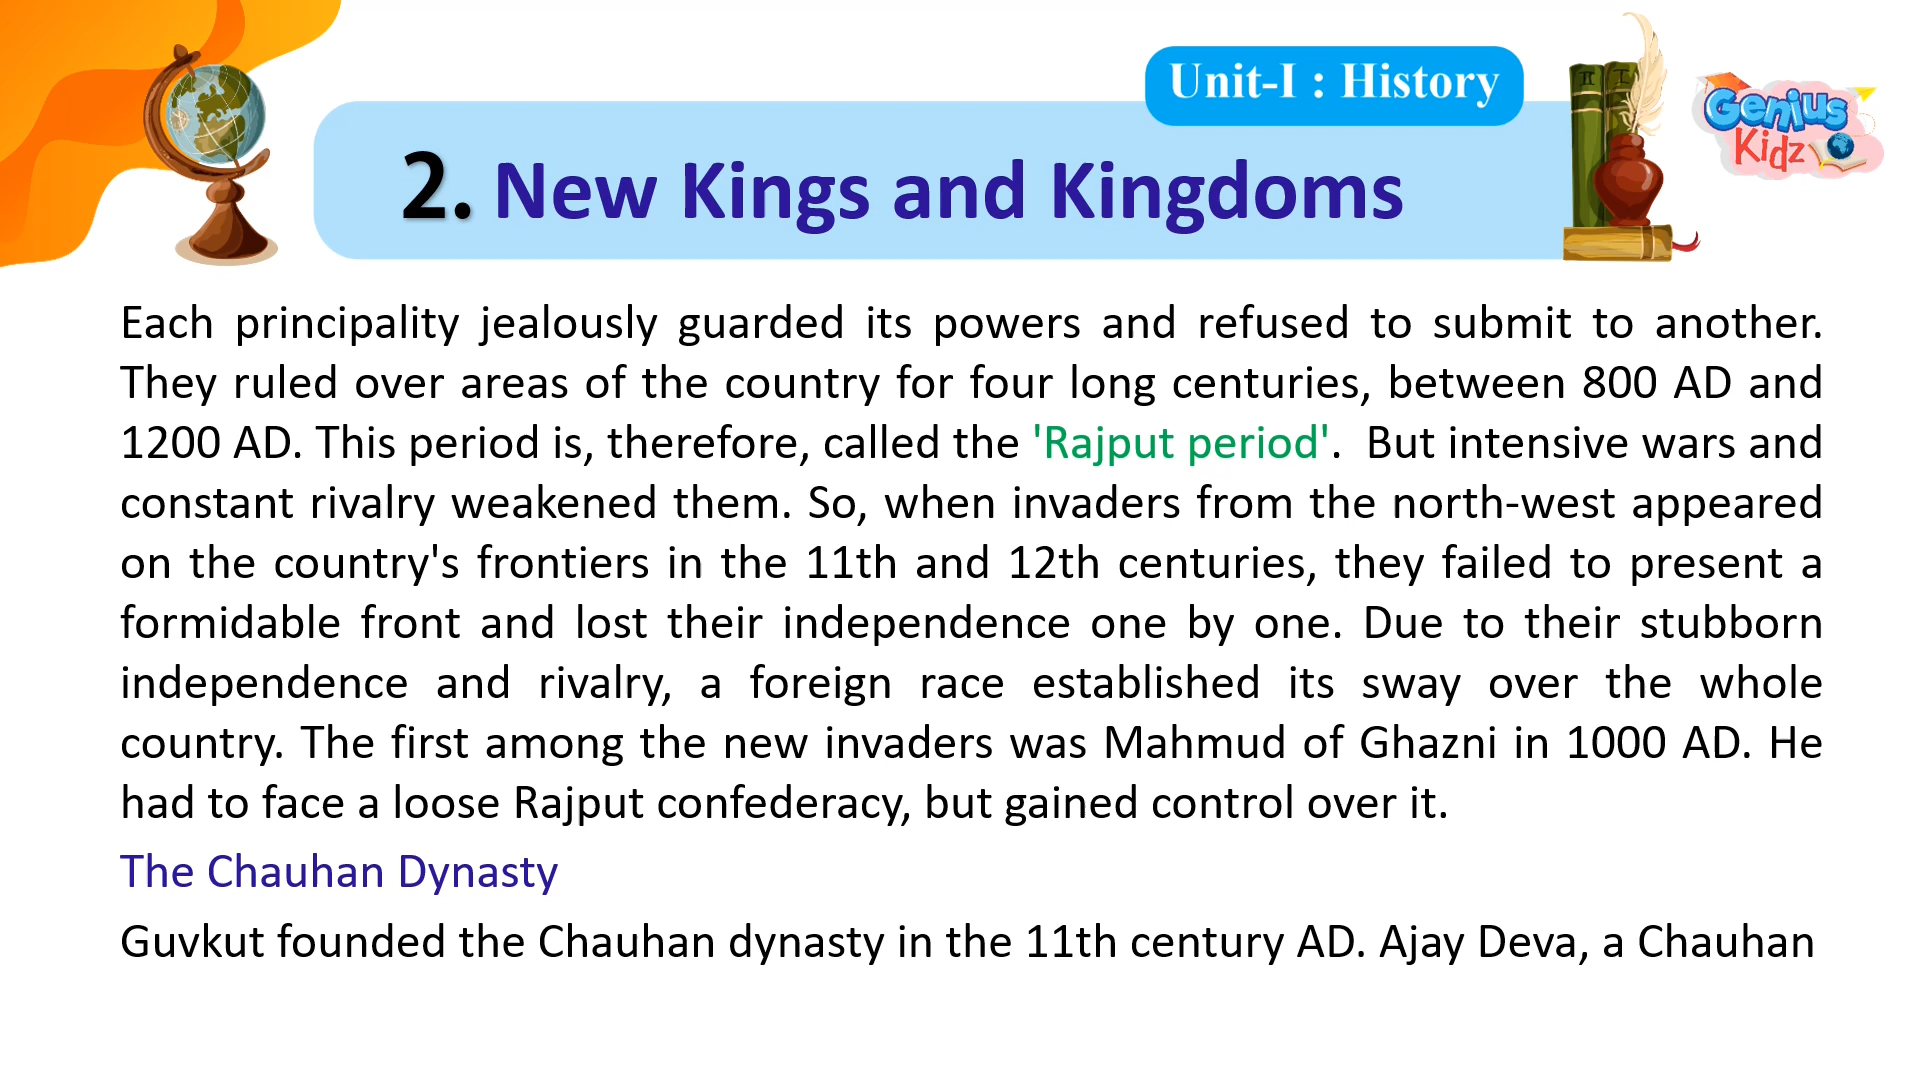 Unit-I : History
Genius
Kidz
2. New Kings and Kingdoms
Each principality jealously guarded its powers and refused to submit to another.
They ruled over areas of the country for four long centuries, between 800 AD and
1200 AD. This period is, therefore, called the 'Rajput period'. But intensive wars and
constant rivalry weakened them. So, when invaders from the north-west appeared
on the country's frontiers in the 11th and 12th centuries, they failed to present a
formidable front and lost their independence one by one. Due to their stubborn
independence and rivalry, a foreign race established its sway over the whole
country. The first among the new invaders was Mahmud of Ghazni in 1000 AD. He
had to face a loose Rajput confederacy, but gained control over it.
The Chauhan Dynasty
Guvkut founded the Chauhan dynasty in the 11th century AD. Ajay Deva, a Chauhan